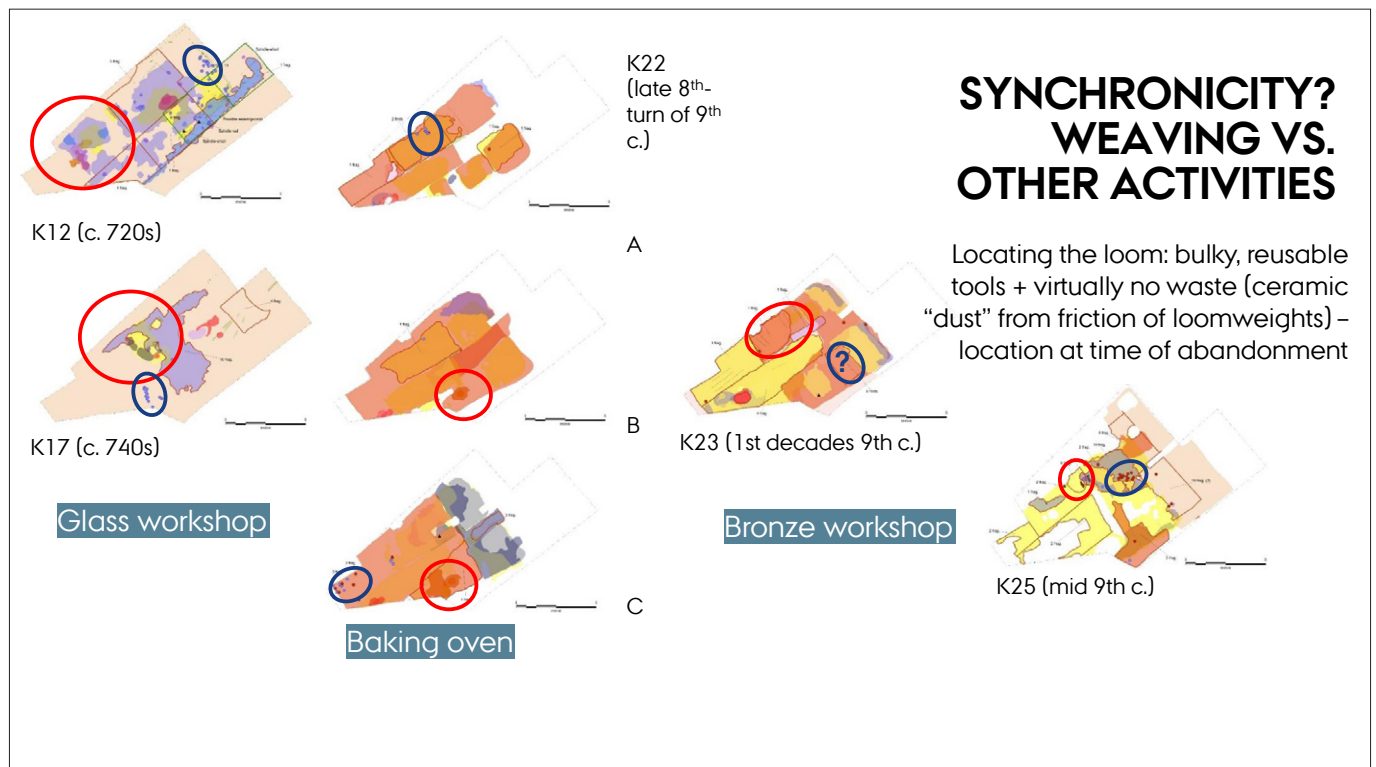 SYNCHRONICITY?
WEAVING VS.
OTHER ACTIVITIES
Locating the loom: bulky, reusable
tools + virtually no waste (ceramic
“dust” from friction of loomweights) –
location at time of abandonment
K12 (c. 720s)
K22
(late 8th-
turn of 9th
c.)
A
K17 (c. 740s)
B
Glass workshop
C
Baking oven
?
K23 (1st decades 9th c.)
Bronze workshop
K25 (mid 9th c.)